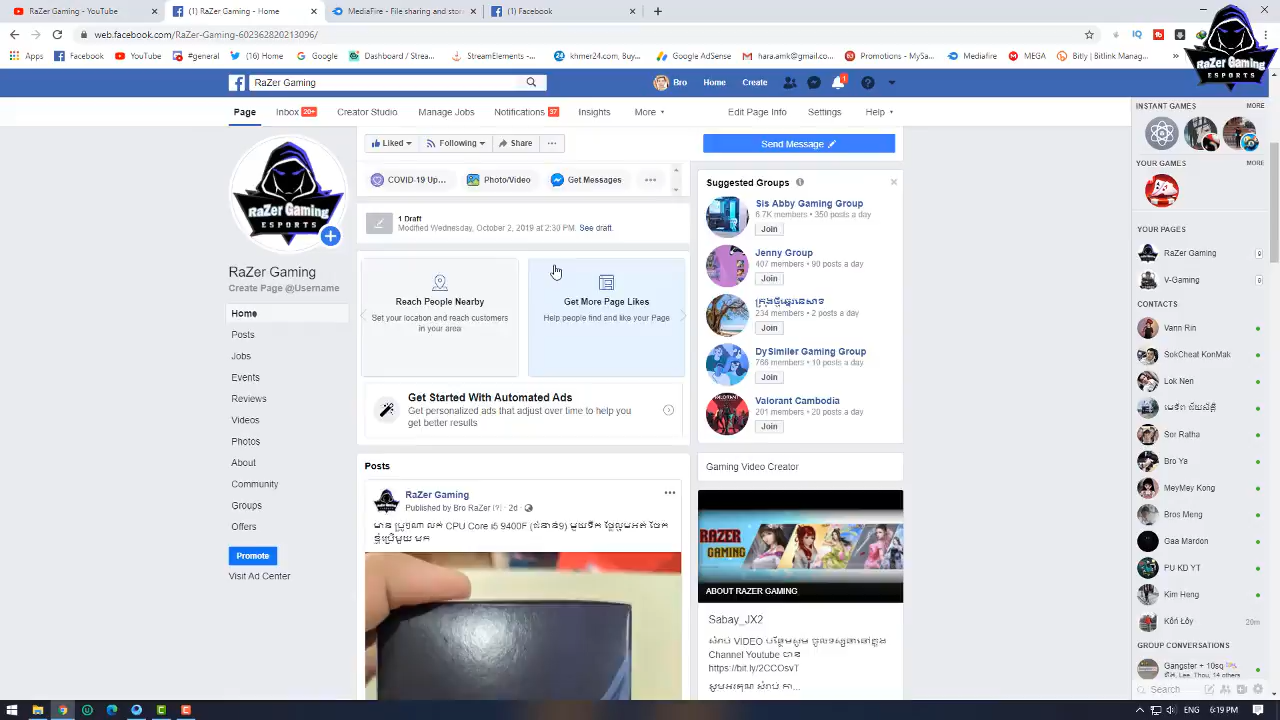 RaZer Gaming - YouTube
(1) RaZer Gaming - Home
MediaFire - File sharing and stor
(1) Facebook
web.facebook.com/RaZer-Gaming-602362820213096/
Apps
Facebook
YouTube
#general
(16) Home
Google
Dashboard / Strea...
StreamElements -...
khmer24.com, Buy...
Google AdSense
Promotions - MySa...
Mediafire
MEGA
Bitly | Bitlink Manag...
RaZer Gaming
ESPORTS
RaZer Gaming
Bro
Home
Create
1
Page
Inbox 20+
Creator Studio
Manage Jobs
Notifications 37
Insights
More
Edit Page Info
Settings
Help
RaZer Gaming
ESPORTS
RaZer Gaming
Create Page @Username
Home
Posts
Jobs
Events
Reviews
Videos
Photos
About
Community
Groups
Offers
Promote
Visit Ad Center
Liked
Following
Share
Send Message
COVID-19 Up...
Photo/Video
Get Messages
1 Draft
Modified Wednesday, October 2, 2019 at 2:30 PM. See draft.
Reach People Nearby
Set your location and reach customers
in your area
Get More Page Likes
Help people find and like your Page
Get Started With Automated Ads
Get personalized ads that adjust over time to help you
get better results
Posts
RaZer Gaming
Published by Bro RaZer [?] · 2d
CPU Core i5 9400F
Suggested Groups
Sis Abby Gaming Group
6.7K members • 350 posts a day
Join
Jenny Group
407 members • 90 posts a day
Join
234 members • 2 posts a day
Join
DySimiler Gaming Group
766 members • 10 posts a day
Join
Valorant Cambodia
201 members • 20 posts a day
Join
Gaming Video Creator
RAZER
GAMING
ABOUT RAZER GAMING
Sabay_JX2
VIDEO
Channel Youtube
https://bit.ly/2CCOsvT
INSTANT GAMES
MORE
YOUR GAMES
MORE
YOUR PAGES
RaZer Gaming
V-Gaming
CONTACTS
Vann Rin
SokCheat KonMak
Lok Nen
Sor Ratha
Bro Ya
MeyMey Kong
Bros Meng
Gaa Mardon
PU KD YT
Kim Heng
20m
GROUP CONVERSATIONS
Search
ENG
6:19 PM